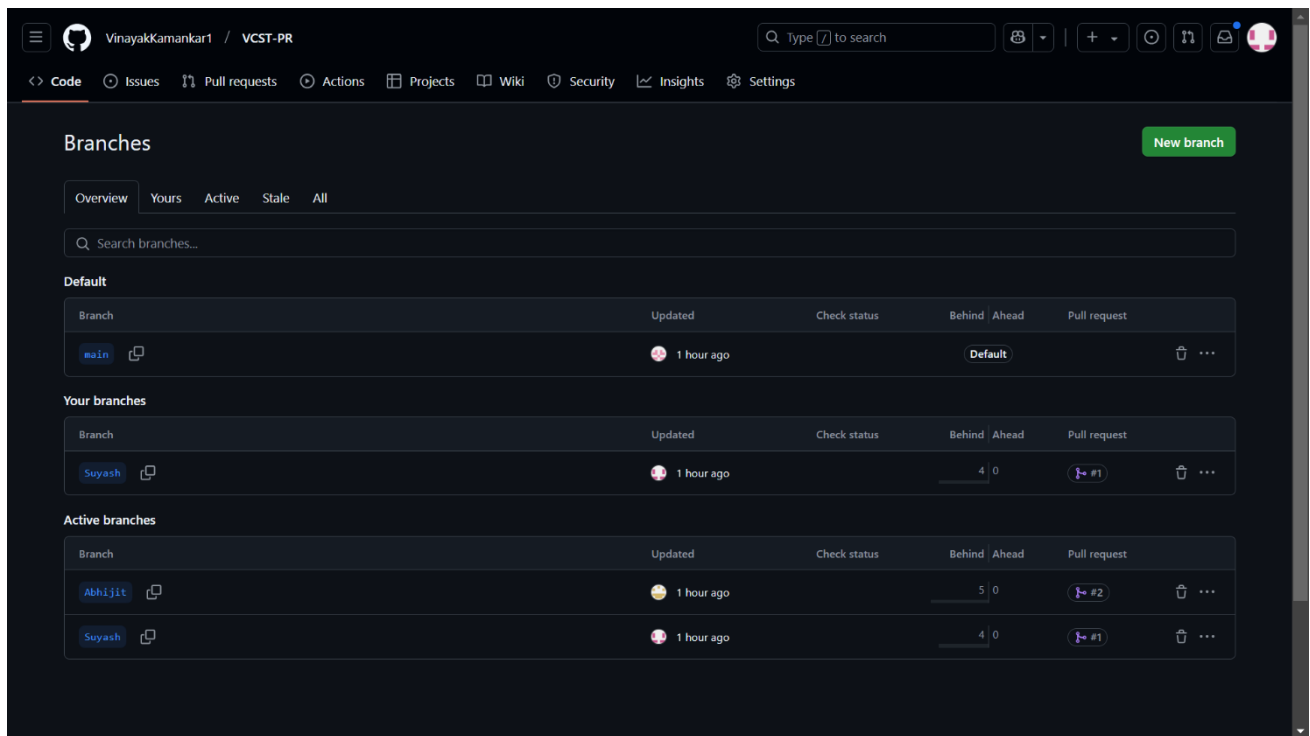 VinayakKamankar1 / VCST-PR Type / to search
<> Code Issues Pull requests Actions Projects Wiki Security Insights Settings
Branches New branch
Overview Yours Active Stale All
Search branches...
Default
Branch Updated Check status Behind Ahead Pull request
main 1 hour ago Default
Your branches
Branch Updated Check status Behind Ahead Pull request
Suyash 1 hour ago 4 0 #1
Active branches
Branch Updated Check status Behind Ahead Pull request
Abhijit 1 hour ago 5 0 #2
Suyash 1 hour ago 4 0 #1